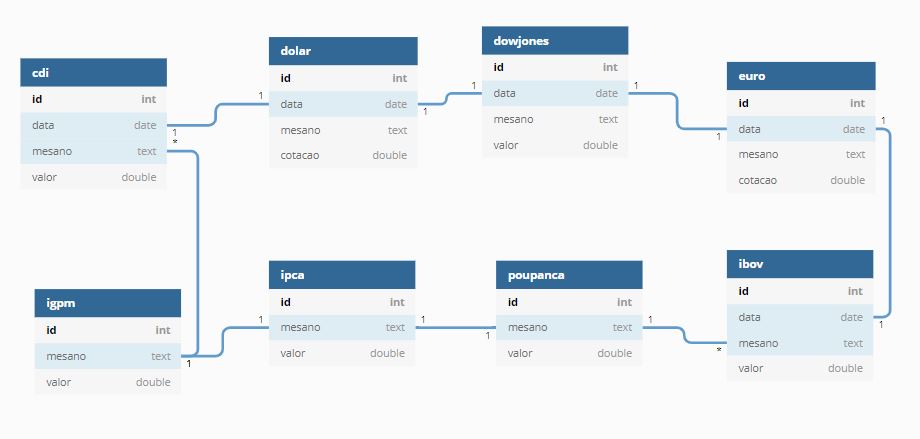 cdi
id int
data date
mesano text
valor double
1
*
dolar
id int
data date
mesano text
cotacao double
1
1
dowjones
id int
data date
mesano text
valor double
1
1
euro
id int
data date
mesano text
cotacao double
1
1
igpm
id int
mesano text
valor double
1
ipca
id int
mesano text
valor double
1
1
poupanca
id int
mesano text
valor double
1
1
ibov
id int
data date
mesano text
valor double
1
*